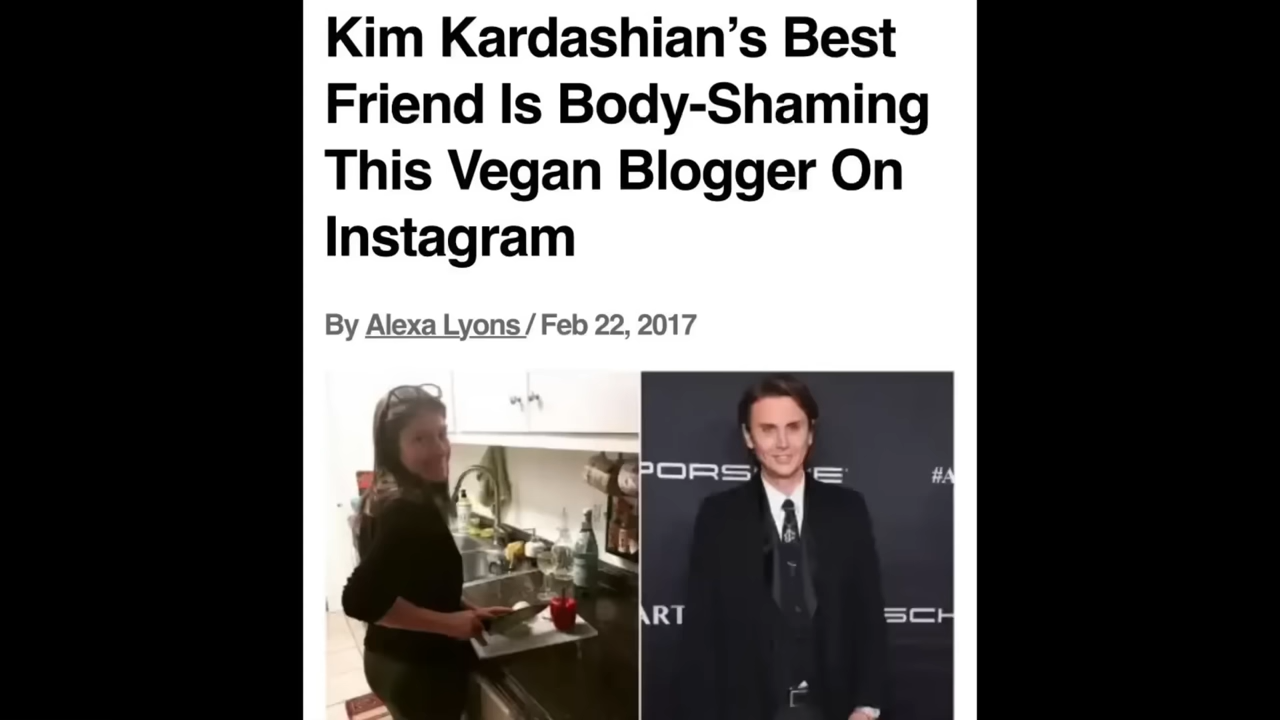 Kim Kardashian’s Best
Friend Is Body-Shaming
This Vegan Blogger On
Instagram
By Alexa Lyons / Feb 22, 2017
PORSCHE
#A
ART
SCH